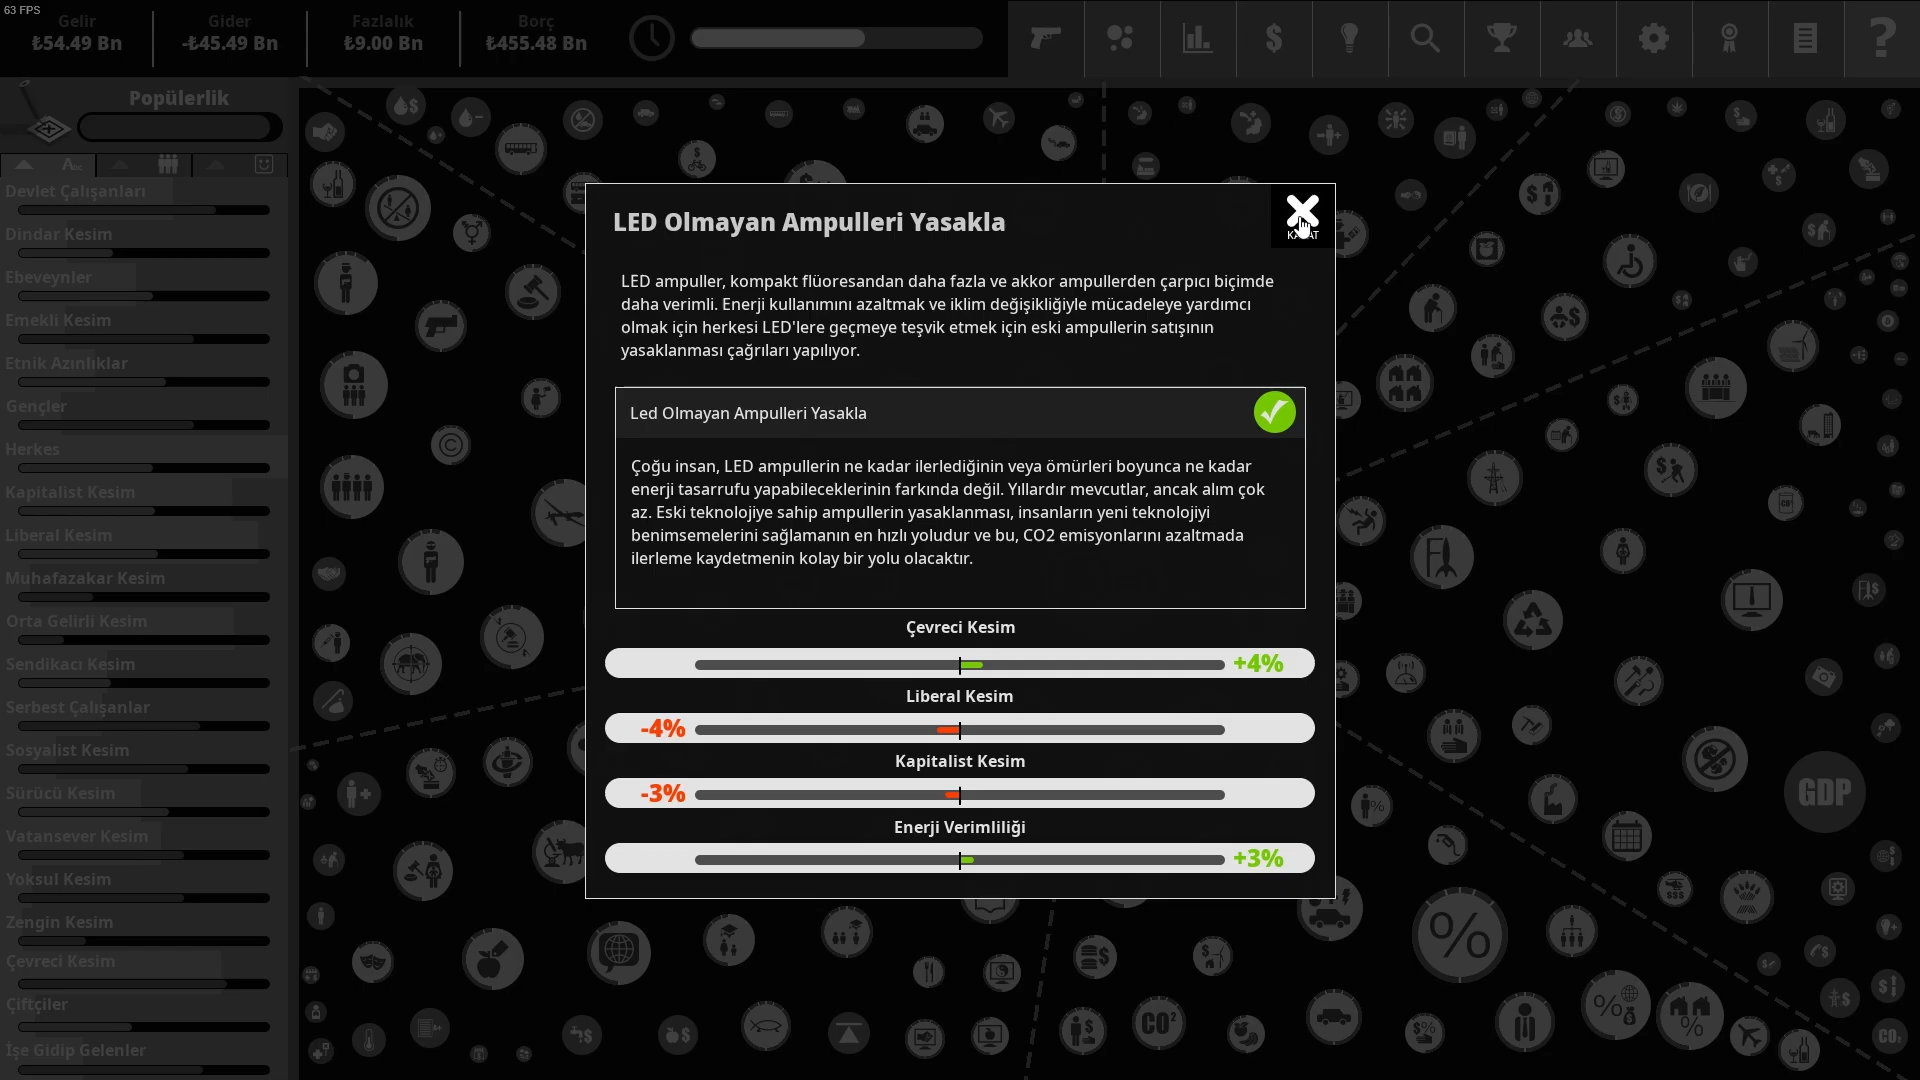 63 FPS
Gelir
₺54.49 Bn
Gider
-₺45.49 Bn
Fazlalık
₺9.00 Bn
Borç
₺455.48 Bn
Popülerlik
Devlet Çalışanları
Dindar Kesim
Ebeveynler
Emekli Kesim
Etnik Azınlıklar
Gençler
Herkes
Kapitalist Kesim
Liberal Kesim
Muhafazakar Kesim
Orta Gelirli Kesim
Sendikacı Kesim
Serbest Çalışanlar
Sosyalist Kesim
Sürücü Kesim
Vatansever Kesim
Yoksul Kesim
Zengin Kesim
Çevreci Kesim
Çiftçiler
İşe Gidip Gelenler
LED Olmayan Ampulleri Yasakla
LED ampuller, kompakt flüoresandan daha fazla ve akkor ampullerden çarpıcı biçimde
daha verimli. Enerji kullanımını azaltmak ve iklim değişikliğiyle mücadeleye yardımcı
olmak için herkesi LED'lere geçmeye teşvik etmek için eski ampullerin satışının
yasaklanması çağrıları yapılıyor.
Led Olmayan Ampulleri Yasakla
Çoğu insan, LED ampullerin ne kadar ilerlediğinin veya ömürleri boyunca ne kadar
enerji tasarrufu yapabileceklerinin farkında değil. Yıllardır mevcutlar, ancak alım çok
az. Eski teknolojiye sahip ampullerin yasaklanması, insanların yeni teknolojiyi
benimsemelerini sağlamanın en hızlı yoludur ve bu, CO2 emisyonlarını azaltmada
ilerleme kaydetmenin kolay bir yolu olacaktır.
Çevreci Kesim
+4%
Liberal Kesim
-4%
Kapitalist Kesim
-3%
Enerji Verimliliği
+3%
GDP
CO²